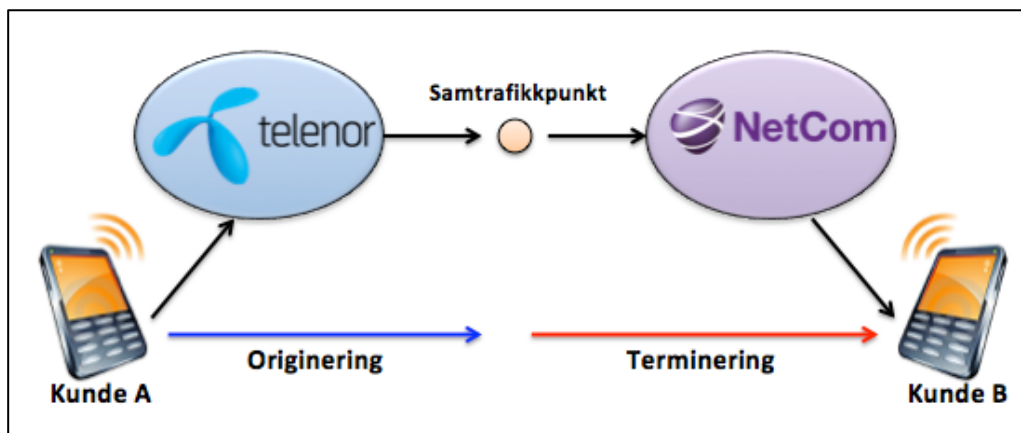 Samtrafikkpunkt
telenor
NetCom
Originering
Terminering
Kunde A
Kunde B